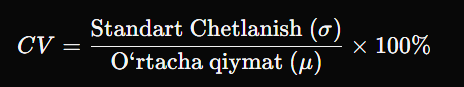 CV = Standart Chetlanish (σ) / O‘rtacha qiymat (μ) × 100%